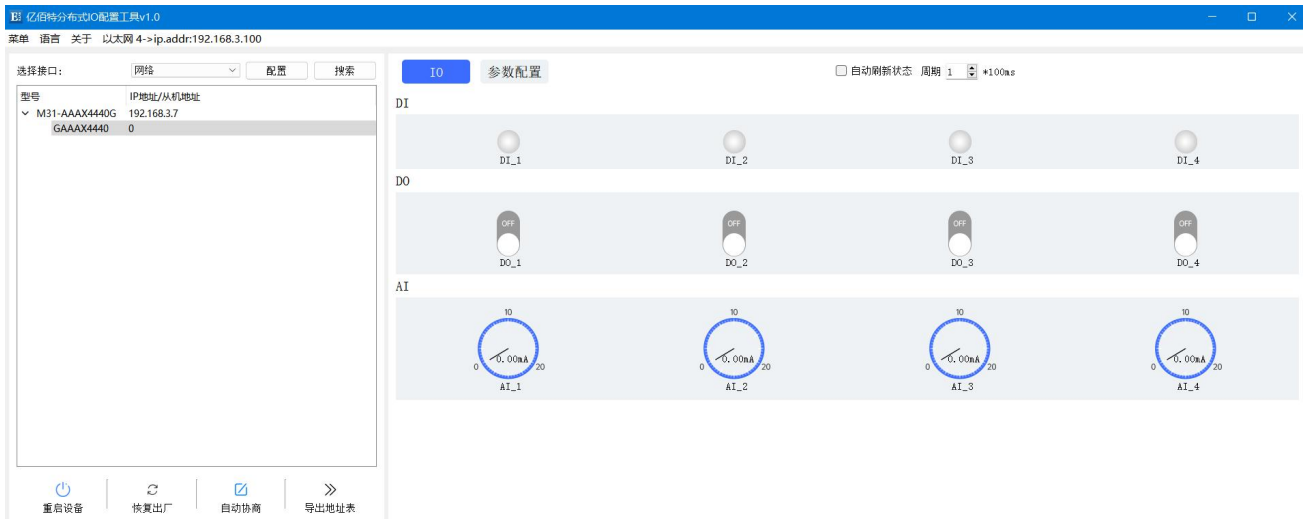 亿佰特分布式IO配置工具v1.0
菜单 语言 关于 以太网 4->ip.addr:192.168.3.100
选择接口: 网络 配置 搜索
型号 IP地址/从机地址
M31-AAAX4440G 192.168.3.7
GAAAX4440 0
重启设备 恢复出厂 自动协商 导出地址表
IO 参数配置 自动刷新状态 周期 1 *100ms
DI
DI_1 DI_2 DI_3 DI_4
DO
OFF OFF OFF OFF
DO_1 DO_2 DO_3 DO_4
AI
10 10 10 10
0.00mA 0.00mA 0.00mA 0.00mA
0 20 0 20 0 20 0 20
AI_1 AI_2 AI_3 AI_4